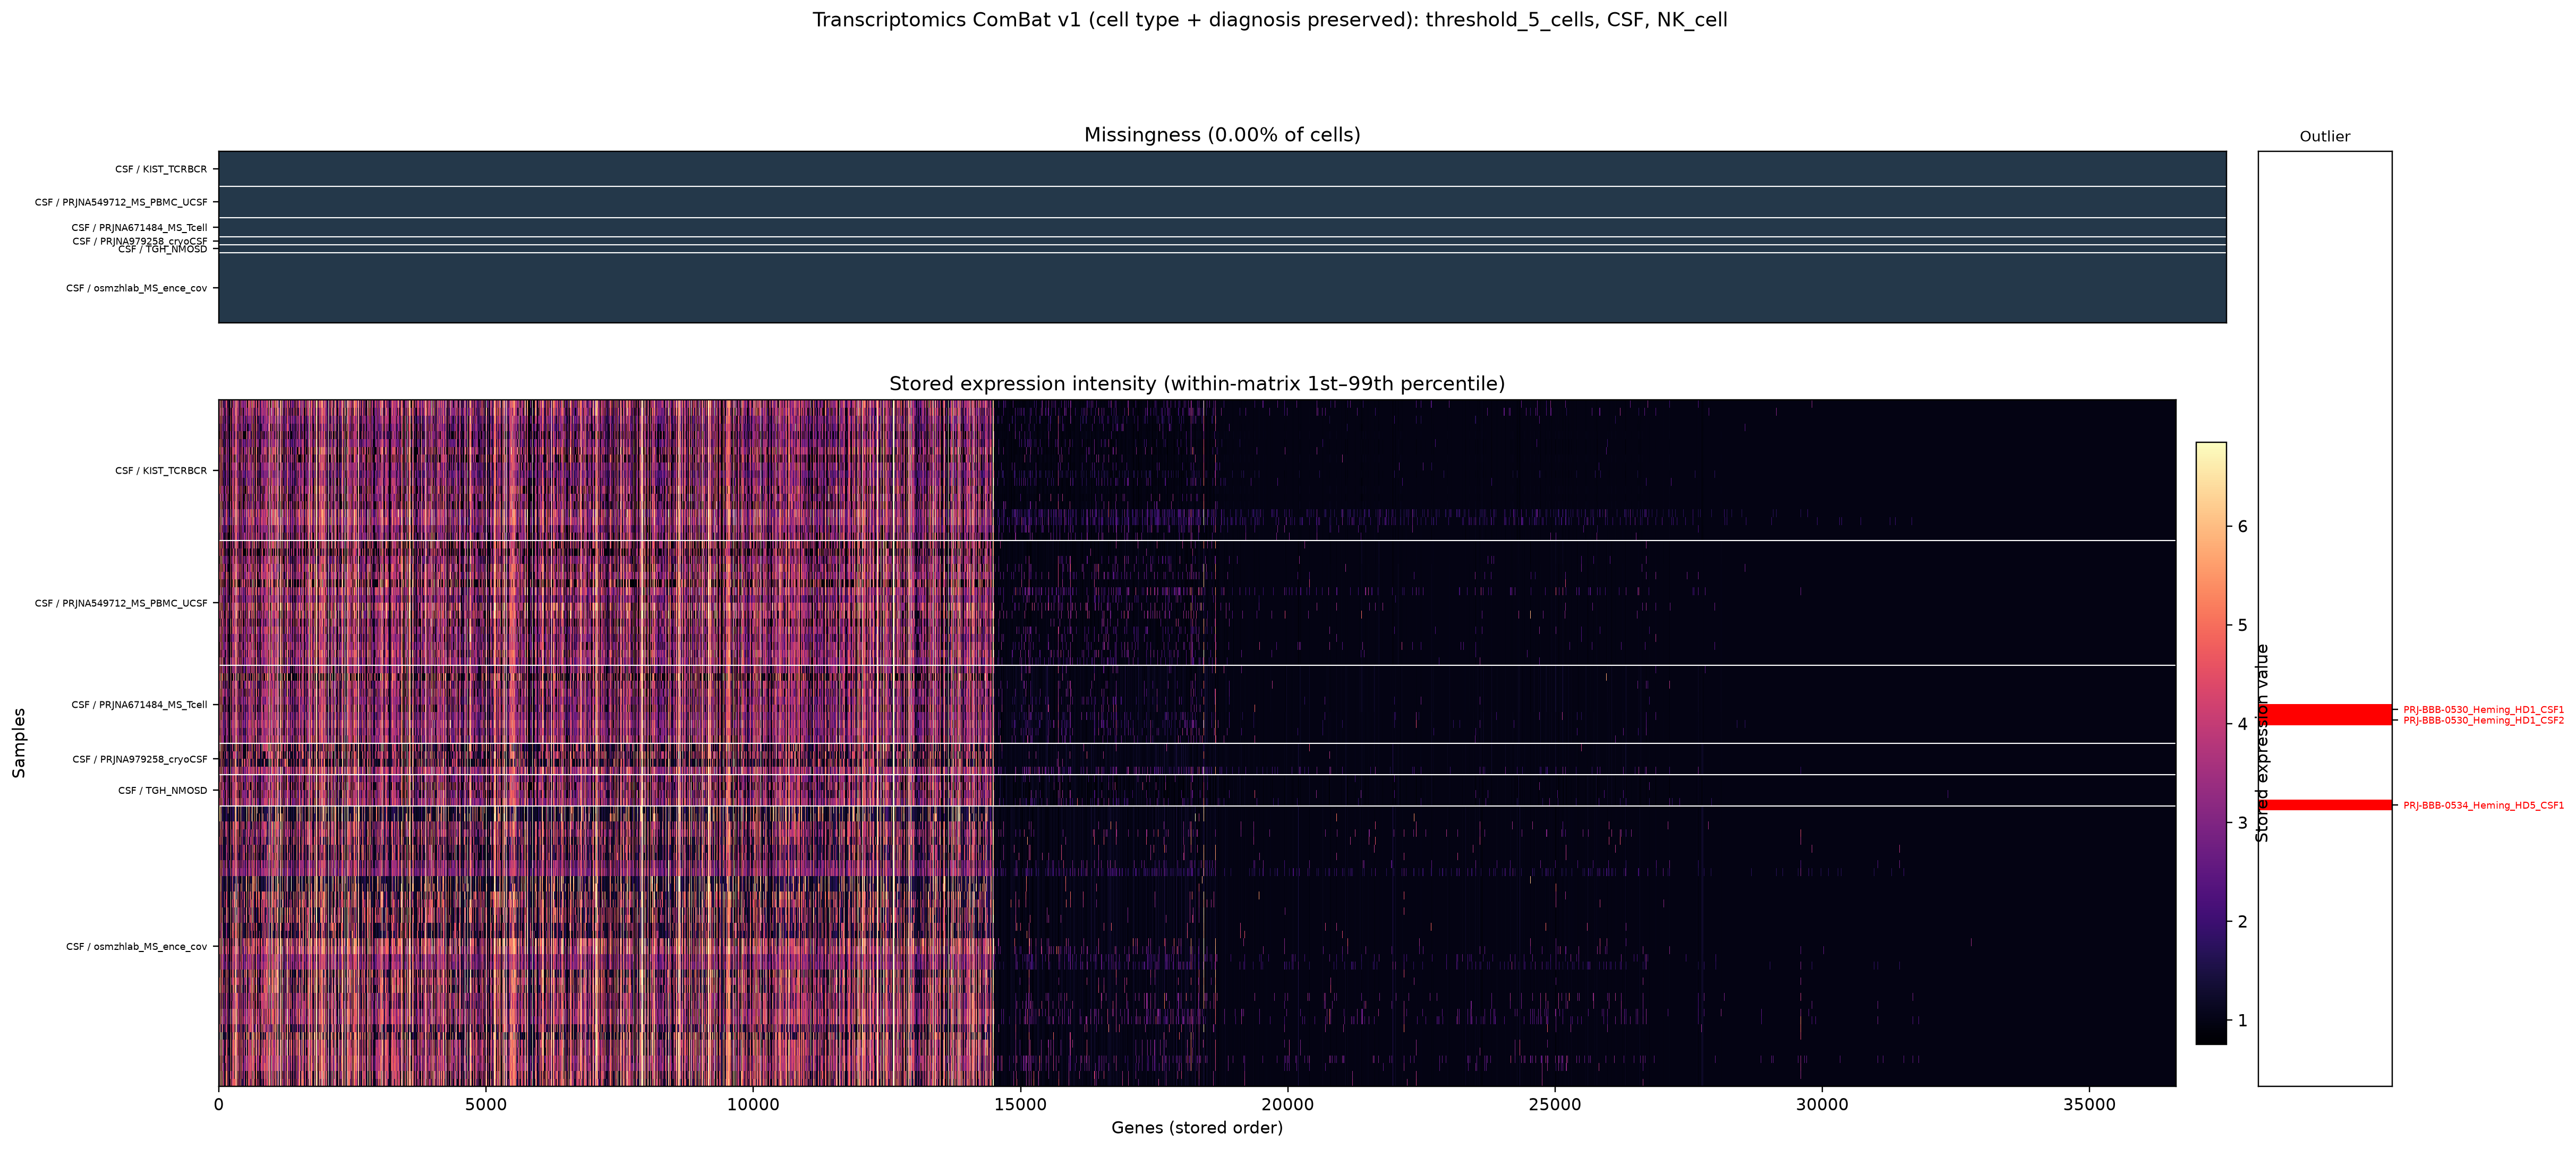 Transcriptomics ComBat v1 (cell type + diagnosis preserved): threshold_5_cells, CSF, NK_cell
Missingness (0.00% of cells)
Outlier
CSF / KIST_TCRBCR
CSF / PRJNA549712_MS_PBMC_UCSF
CSF / PRJNA671484_MS_Tcell
CSF / PRJNA979258_cryoCSF
CSF / TGH_NMOSD
CSF / osmzhlab_MS_ence_cov
Stored expression intensity (within-matrix 1st–99th percentile)
Samples
CSF / KIST_TCRBCR
CSF / PRJNA549712_MS_PBMC_UCSF
CSF / PRJNA671484_MS_Tcell
CSF / PRJNA979258_cryoCSF
CSF / TGH_NMOSD
CSF / osmzhlab_MS_ence_cov
0 5000 10000 15000 20000 25000 30000 35000
Genes (stored order)
6
5
4
3
2
1
Stored expression value
PRJ-BBB-0530_Heming_HD1_CSF1
PRJ-BBB-0530_Heming_HD1_CSF2
PRJ-BBB-0534_Heming_HD5_CSF1